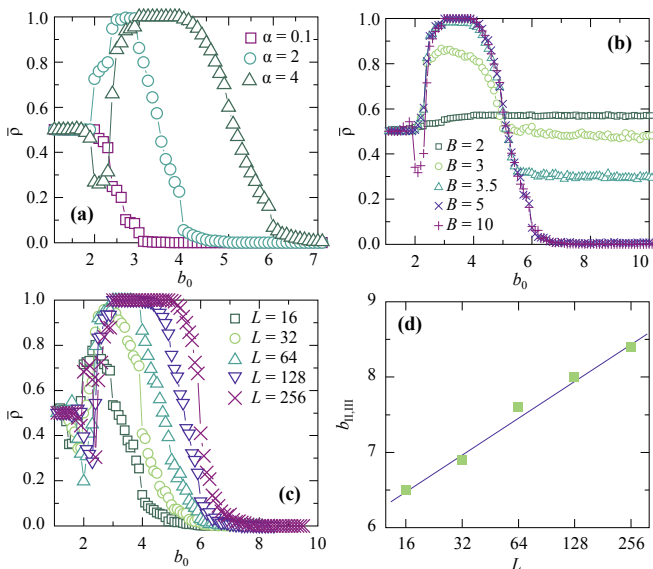 1.0
0.8
0.6
0.4
0.2
0.0
ρ̅
2 3 4 5 6 7
b₀
(a)
α = 0.1
α = 2
α = 4
1.0
0.8
0.6
0.4
0.2
0.0
ρ̅
0 2 4 6 8 10
b₀
(b)
B = 2
B = 3
B = 3.5
B = 5
B = 10
1.0
0.8
0.6
0.4
0.2
0.0
ρ̅
2 4 6 8 10
b₀
(c)
L = 16
L = 32
L = 64
L = 128
L = 256
9
8
7
6
b_II,III
16 32 64 128 256
L
(d)